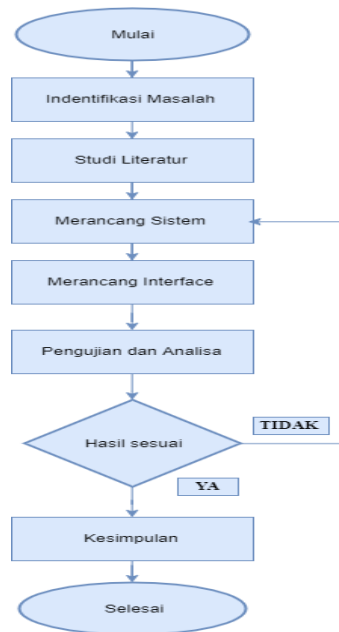 Mulai
Indentifikasi Masalah
Studi Literatur
Merancang Sistem
Merancang Interface
Pengujian dan Analisa
Hasil sesuai
TIDAK
YA
Kesimpulan
Selesai